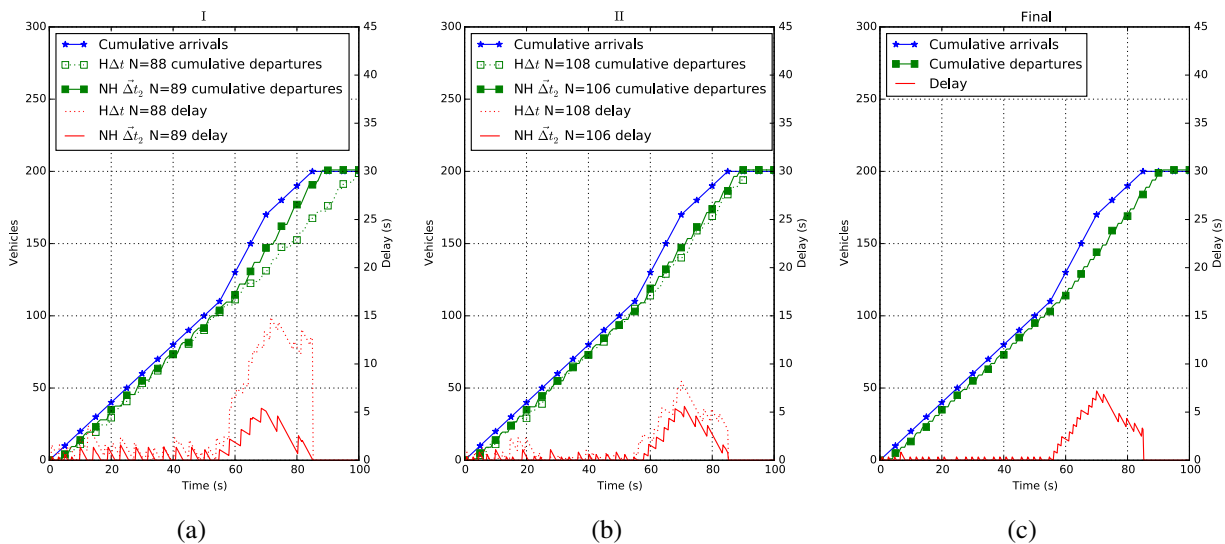 I
Cumulative arrivals
HΔt N=88 cumulative departures
NH Δ⃗t₂ N=89 cumulative departures
HΔt N=88 delay
NH Δ⃗t₂ N=89 delay
300
250
200
150
100
50
0
Vehicles
45
40
35
30
25
20
15
10
5
0
Delay (s)
0 20 40 60 80 100
Time (s)
(a)
II
Cumulative arrivals
HΔt N=108 cumulative departures
NH Δ⃗t₂ N=106 cumulative departures
HΔt N=108 delay
NH Δ⃗t₂ N=106 delay
300
250
200
150
100
50
0
Vehicles
45
40
35
30
25
20
15
10
5
0
Delay (s)
0 20 40 60 80 100
Time (s)
(b)
Final
Cumulative arrivals
Cumulative departures
Delay
300
250
200
150
100
50
0
Vehicles
45
40
35
30
25
20
15
10
5
0
Delay (s)
0 20 40 60 80 100
Time (s)
(c)